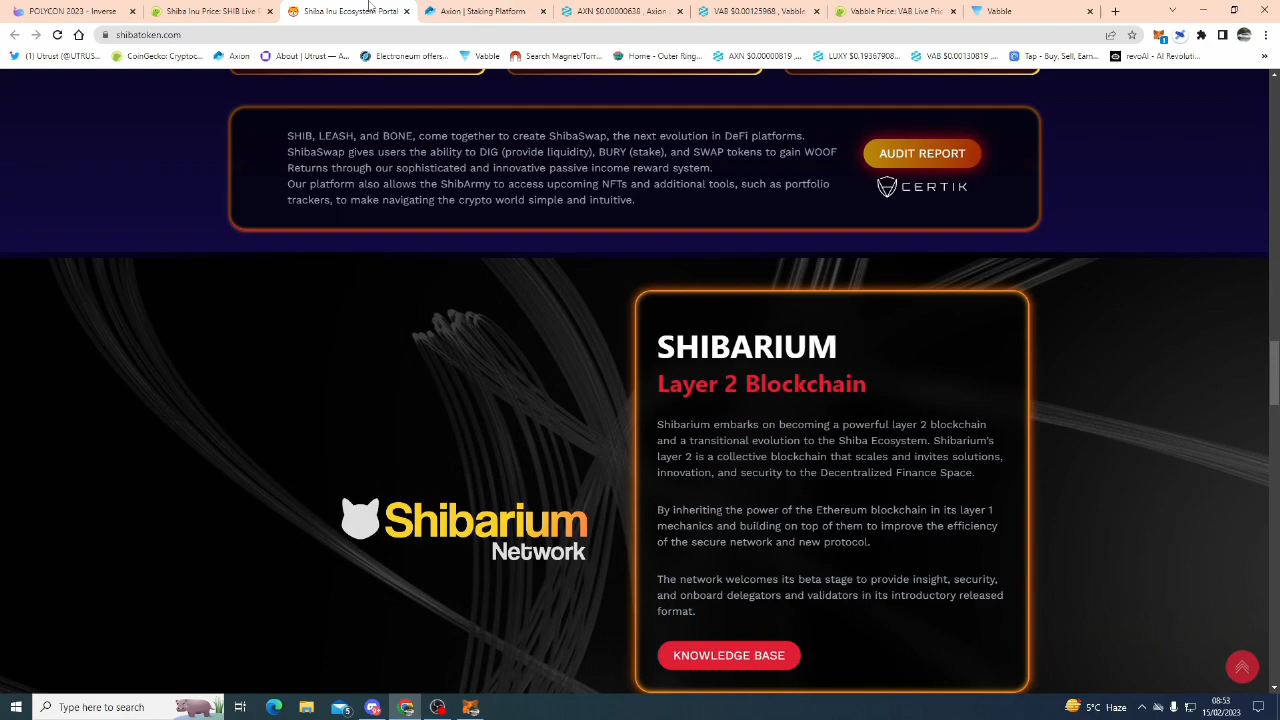 POLYCON 2023 - Inverse
Shiba Inu Price: SHIB Live P
Shiba Inu Ecosystem Portal
Axion | Staking Platform
AXN $0.00000638 | Axion
VAB $0.00128965 | Vabble
Vabble
shibatoken.com
(1) Utrust (@UTRUS...
CoinGecko: Cryptoc...
Axion
About | Utrust — A...
Electroneum offers...
Vabble
Search Magnet/Torr...
Home - Outer Ring...
AXN $0.00000819 ...
LUXY $0.19367908...
VAB $0.00130819 ...
Tap - Buy, Sell, Earn...
revoAI - AI Revoluti...
»
SHIB, LEASH, and BONE, come together to create ShibaSwap, the next evolution in DeFi platforms.
ShibaSwap gives users the ability to DIG (provide liquidity), BURY (stake), and SWAP tokens to gain WOOF
Returns through our sophisticated and innovative passive income reward system.
Our platform also allows the ShibArmy to access upcoming NFTs and additional tools, such as portfolio
trackers, to make navigating the crypto world simple and intuitive.
AUDIT REPORT
CERTIK
SHIBARIUM
Layer 2 Blockchain
Shibarium embarks on becoming a powerful layer 2 blockchain
and a transitional evolution to the Shiba Ecosystem. Shibarium's
layer 2 is a collective blockchain that scales and invites solutions,
innovation, and security to the Decentralized Finance Space.
By inheriting the power of the Ethereum blockchain in its layer 1
mechanics and building on top of them to improve the efficiency
of the secure network and new protocol.
The network welcomes its beta stage to provide insight, security,
and onboard delegators and validators in its introductory released
format.
KNOWLEDGE BASE
Shibarium
Network
Type here to search
5
5°C Haze
08:53
15/02/2023